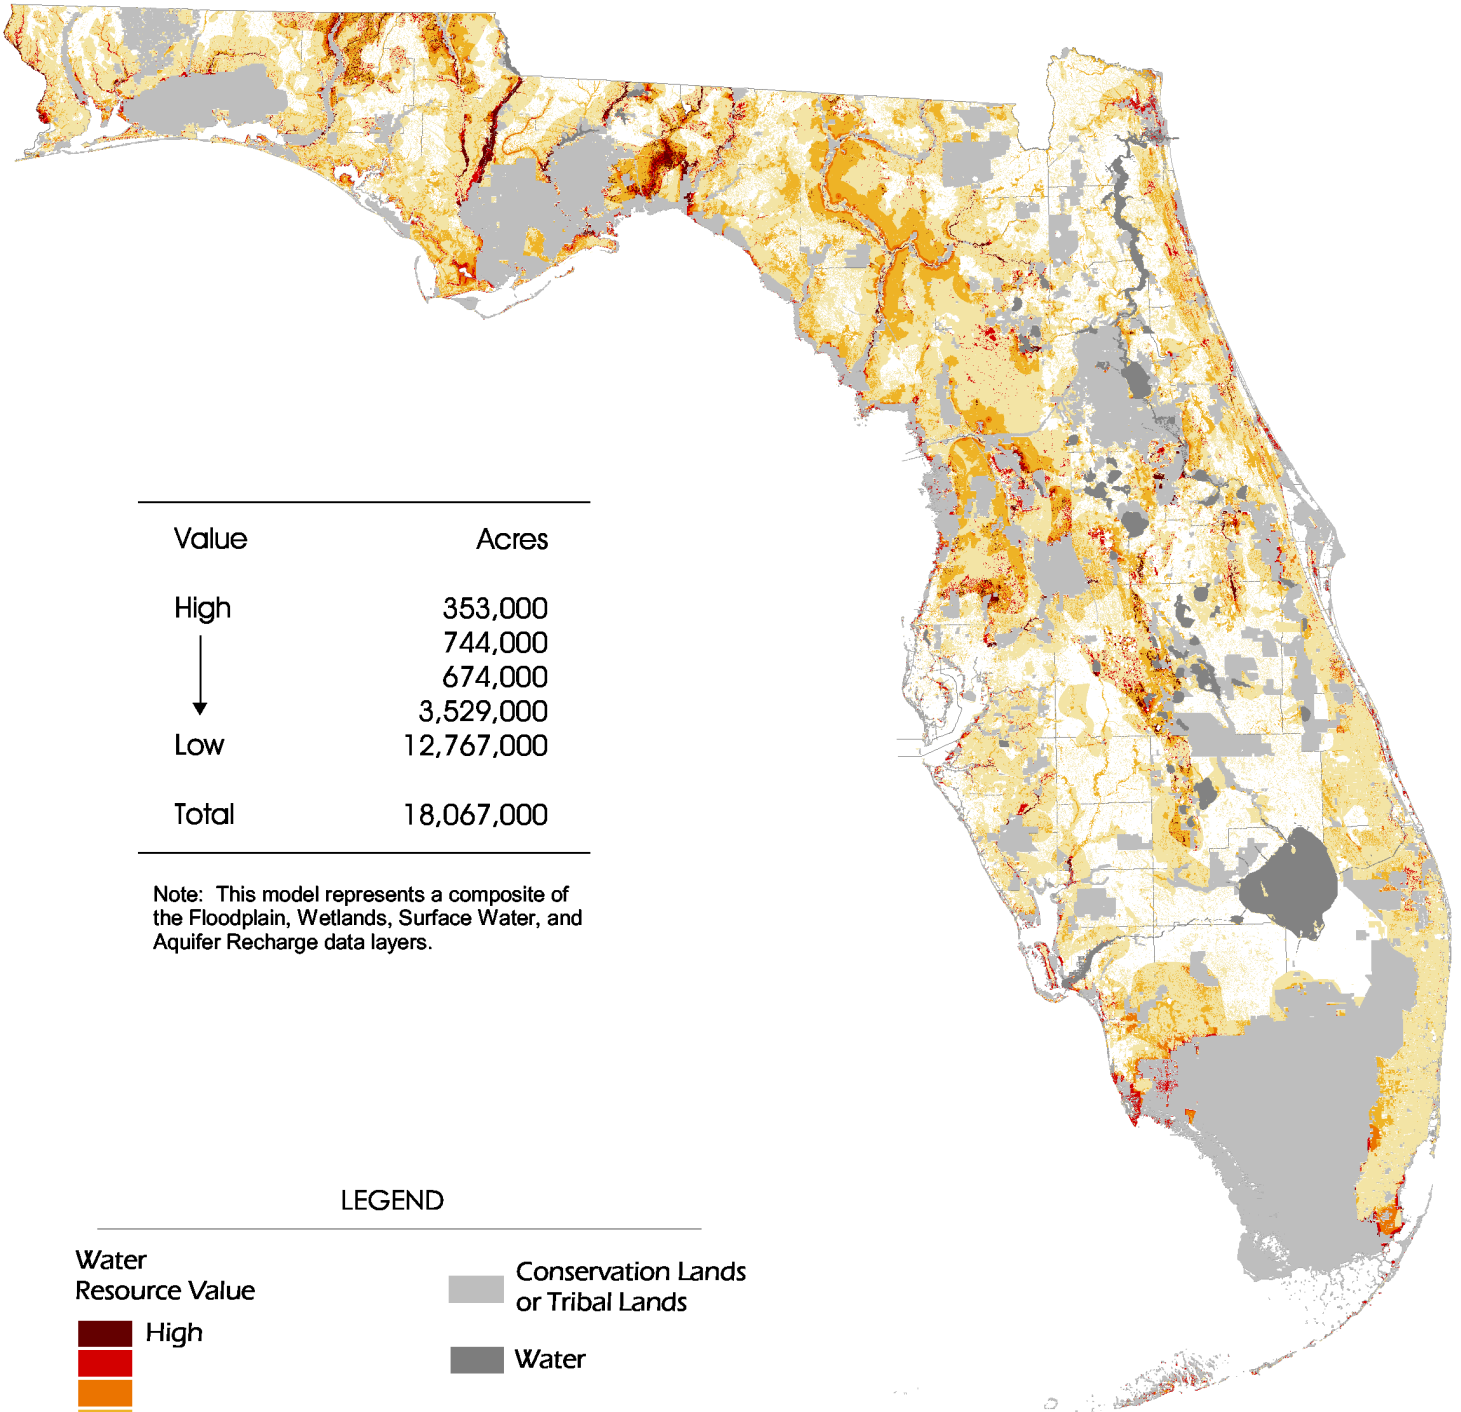 Value Acres
High 353,000
744,000
674,000
3,529,000
Low 12,767,000
Total 18,067,000
Note: This model represents a composite of
the Floodplain, Wetlands, Surface Water, and
Aquifer Recharge data layers.
LEGEND
Water
Resource Value
High
Conservation Lands
or Tribal Lands
Water